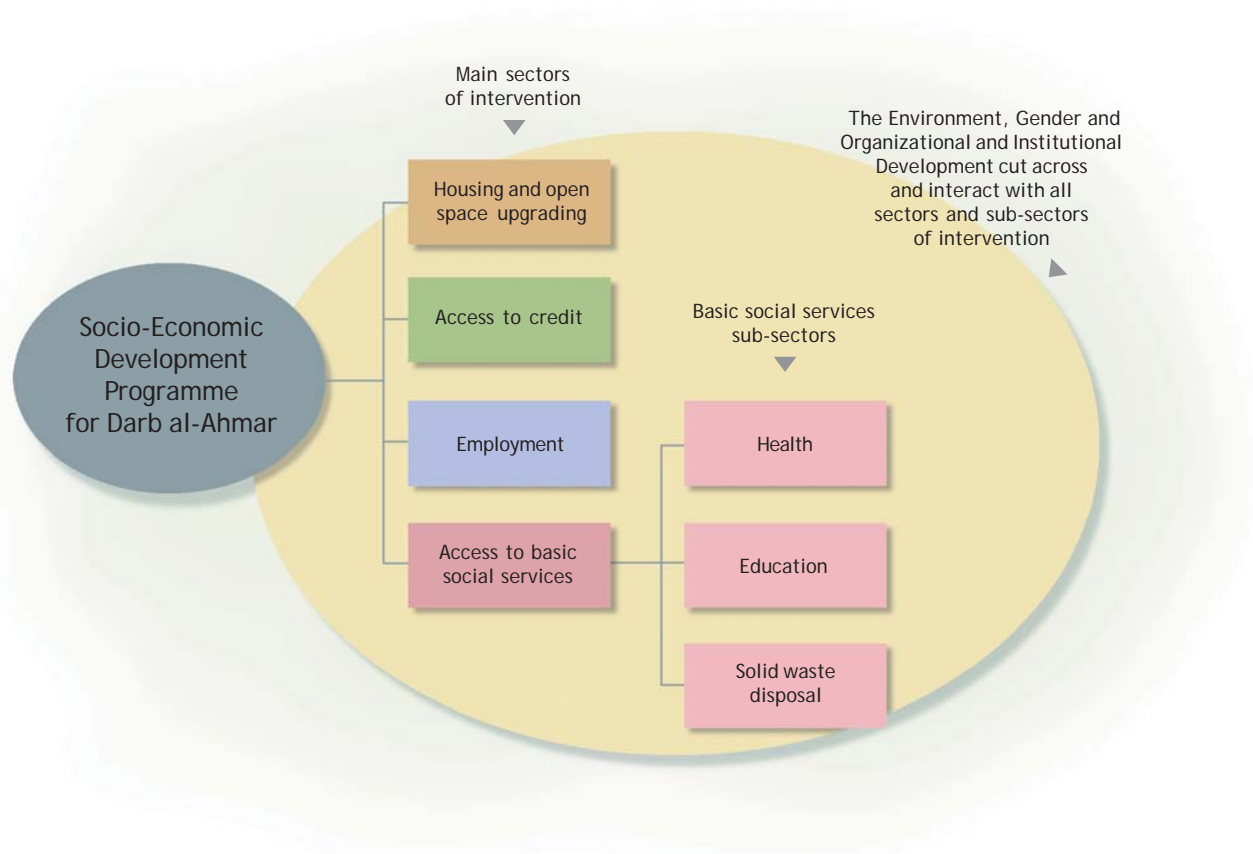 Main sectors
of intervention
The Environment, Gender and
Organizational and Institutional
Development cut across
and interact with all
sectors and sub-sectors
of intervention
Housing and open
space upgrading
Socio-Economic
Development
Programme
for Darb al-Ahmar
Access to credit
Basic social services
sub-sectors
Employment
Health
Access to basic
social services
Education
Solid waste
disposal